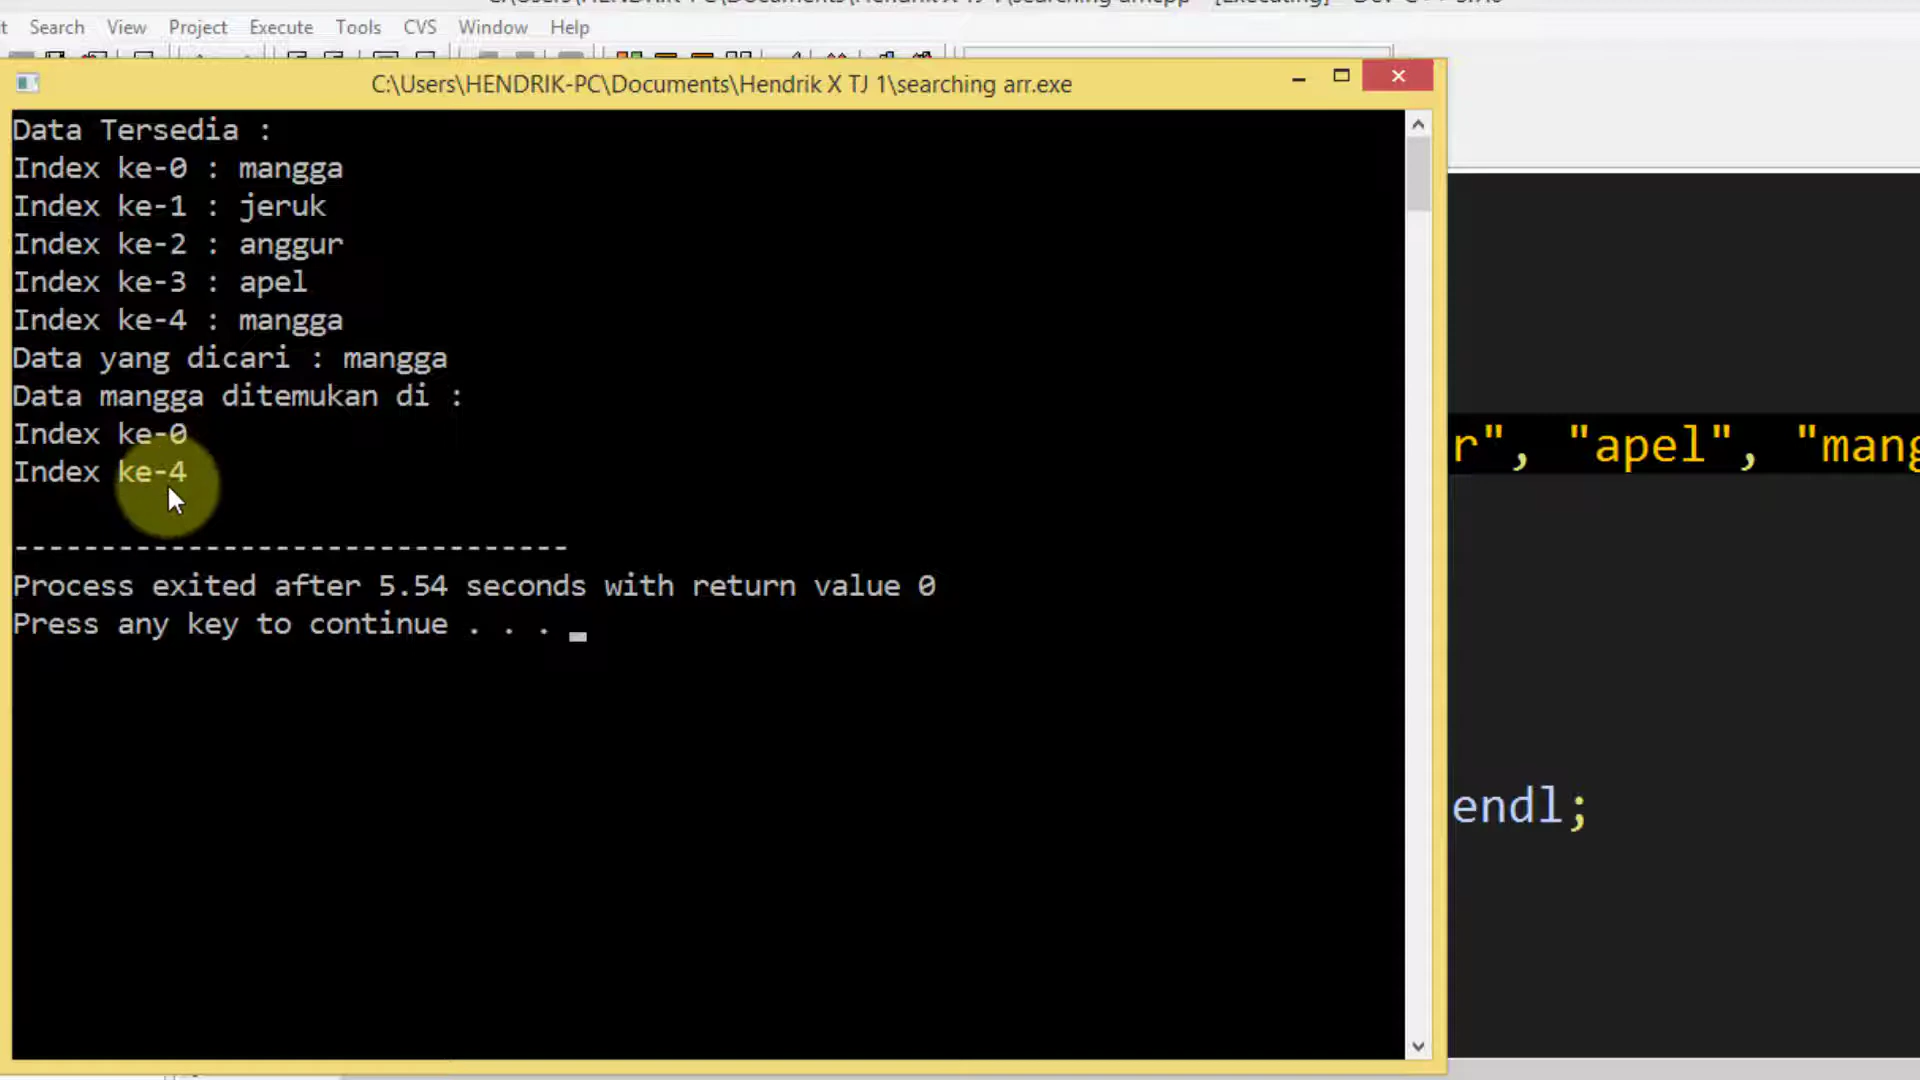 Search View Project Execute Tools CVS Window Help
C:\Users\HENDRIK-PC\Documents\Hendrik X TJ 1\searching arr.exe
Data Tersedia :
Index ke-0 : mangga
Index ke-1 : jeruk
Index ke-2 : anggur
Index ke-3 : apel
Index ke-4 : mangga
Data yang dicari : mangga
Data mangga ditemukan di :
Index ke-0
Index ke-4
--------------------------------
Process exited after 5.54 seconds with return value 0
Press any key to continue . . .
r", "apel", "mang
endl;